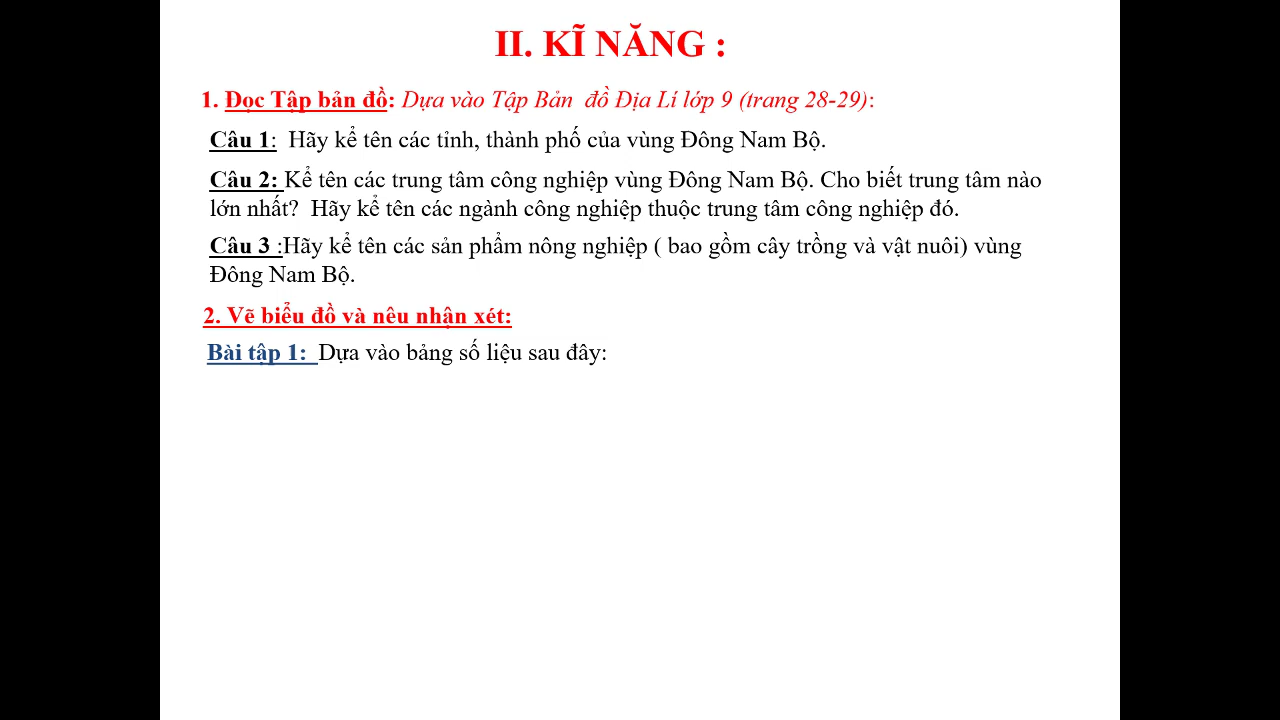 II. KĨ NĂNG :
1. Đọc Tập bản đồ: Dựa vào Tập Bản đồ Địa Lí lớp 9 (trang 28-29):
Câu 1: Hãy kể tên các tỉnh, thành phố của vùng Đông Nam Bộ.
Câu 2: Kể tên các trung tâm công nghiệp vùng Đông Nam Bộ. Cho biết trung tâm nào
lớn nhất? Hãy kể tên các ngành công nghiệp thuộc trung tâm công nghiệp đó.
Câu 3 :Hãy kể tên các sản phẩm nông nghiệp ( bao gồm cây trồng và vật nuôi) vùng
Đông Nam Bộ.
2. Vẽ biểu đồ và nêu nhận xét:
Bài tập 1: Dựa vào bảng số liệu sau đây: